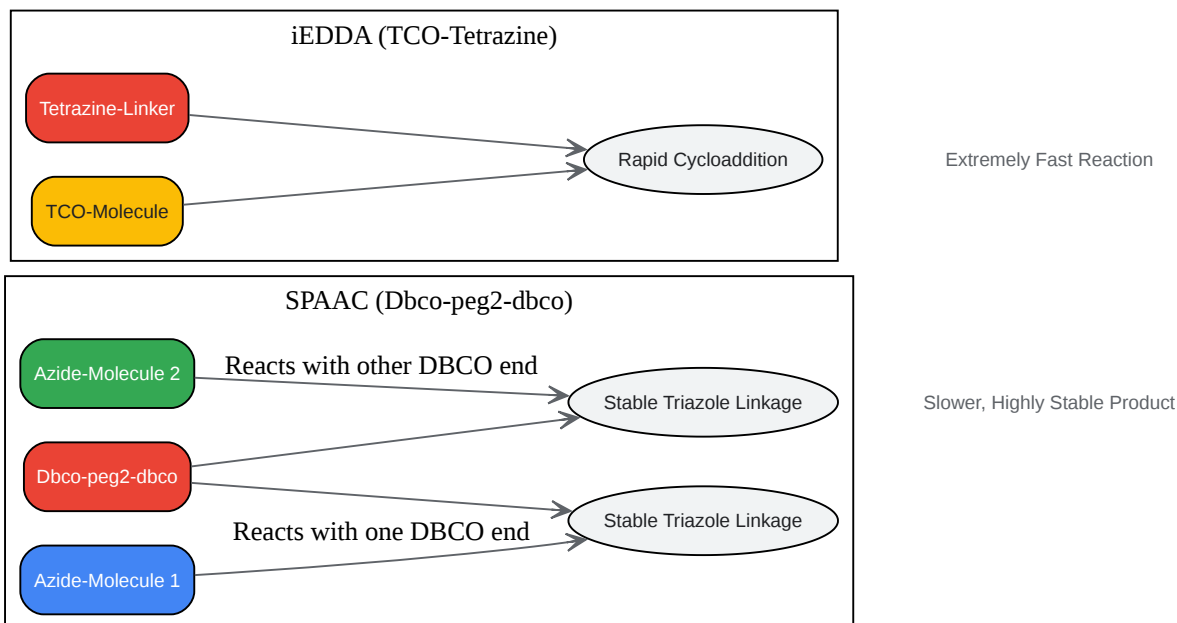 iEDDA (TCO-Tetrazine)
Tetrazine-Linker
TCO-Molecule
Rapid Cycloaddition
Extremely Fast Reaction
SPAAC (Dbco-peg2-dbco)
Azide-Molecule 2
Reacts with other DBCO end
Stable Triazole Linkage
Slower, Highly Stable Product
Dbco-peg2-dbco
Reacts with one DBCO end
Stable Triazole Linkage
Azide-Molecule 1